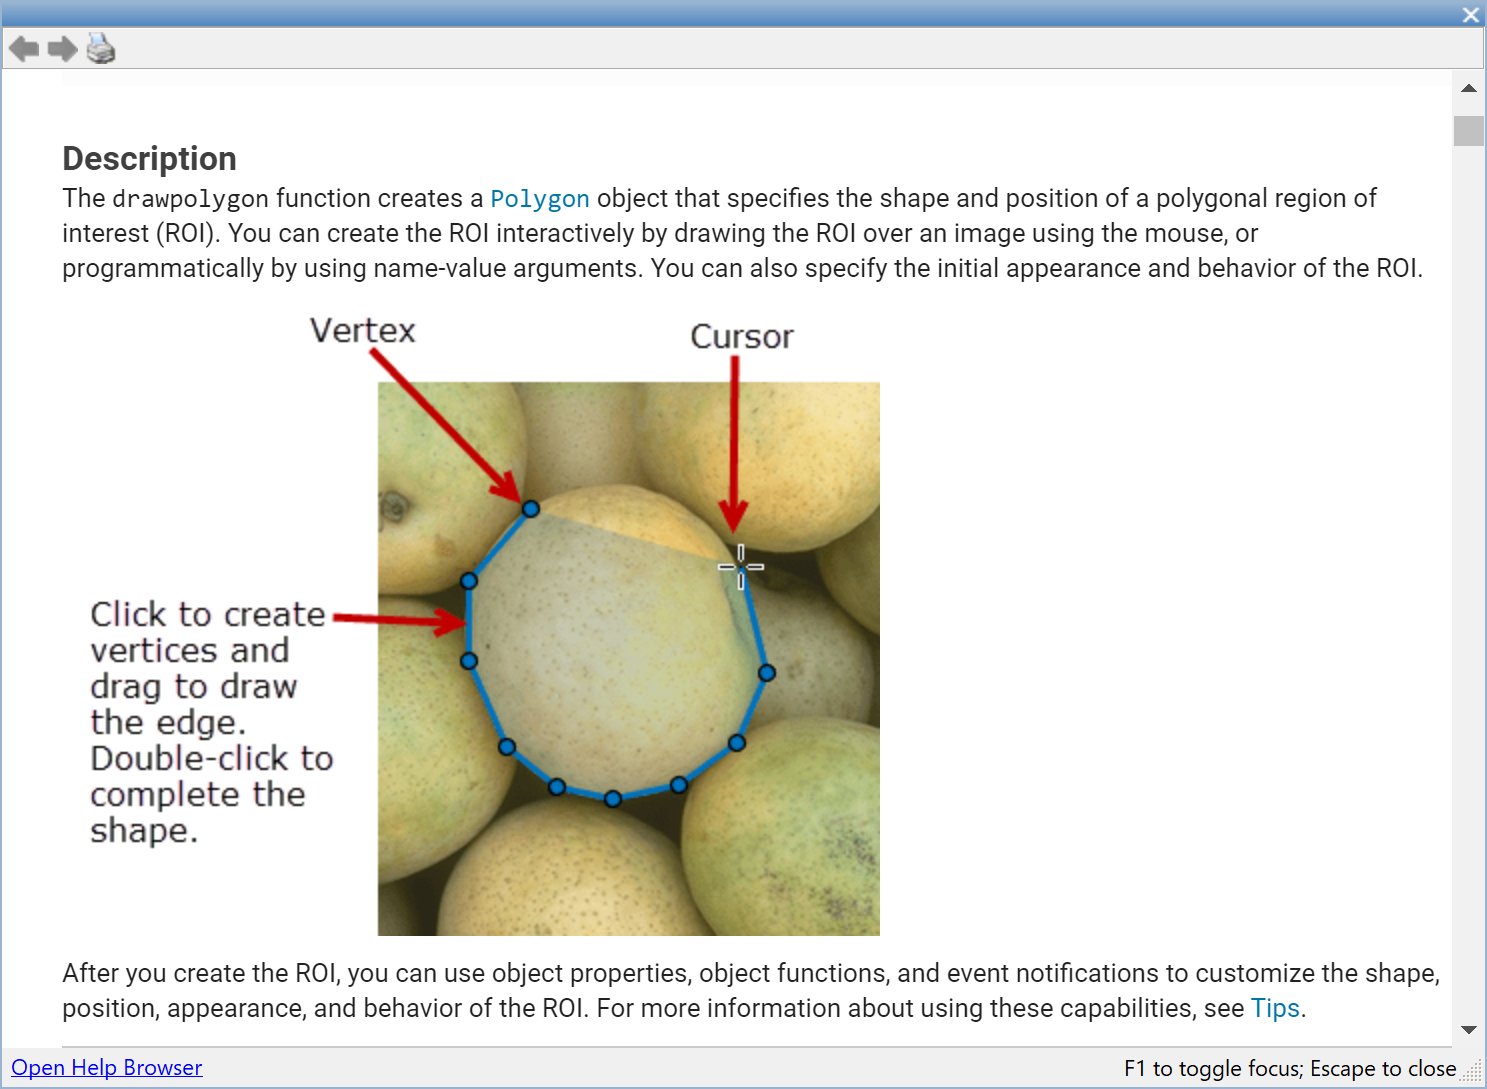 Description
The drawpolygon function creates a Polygon object that specifies the shape and position of a polygonal region of
interest (ROI). You can create the ROI interactively by drawing the ROI over an image using the mouse, or
programmatically by using name-value arguments. You can also specify the initial appearance and behavior of the ROI.
Vertex
Cursor
Click to create
vertices and
drag to draw
the edge.
Double-click to
complete the
shape.
After you create the ROI, you can use object properties, object functions, and event notifications to customize the shape,
position, appearance, and behavior of the ROI. For more information about using these capabilities, see Tips.
Open Help Browser
F1 to toggle focus; Escape to close